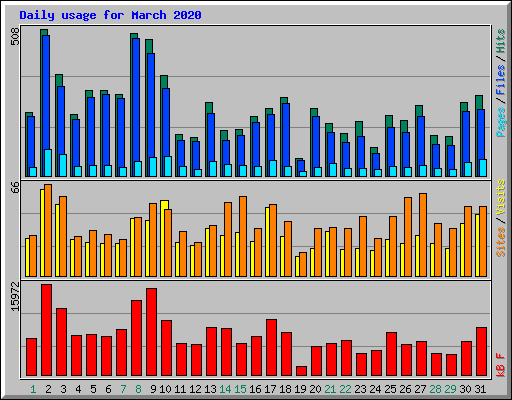 Daily usage for March 2020
508
Pages / Files / Hits
66
Sites / Visits
15972
kB F
1 2 3 4 5 6 7 8 9 10 11 12 13 14 15 16 17 18 19 20 21 22 23 24 25 26 27 28 29 30 31